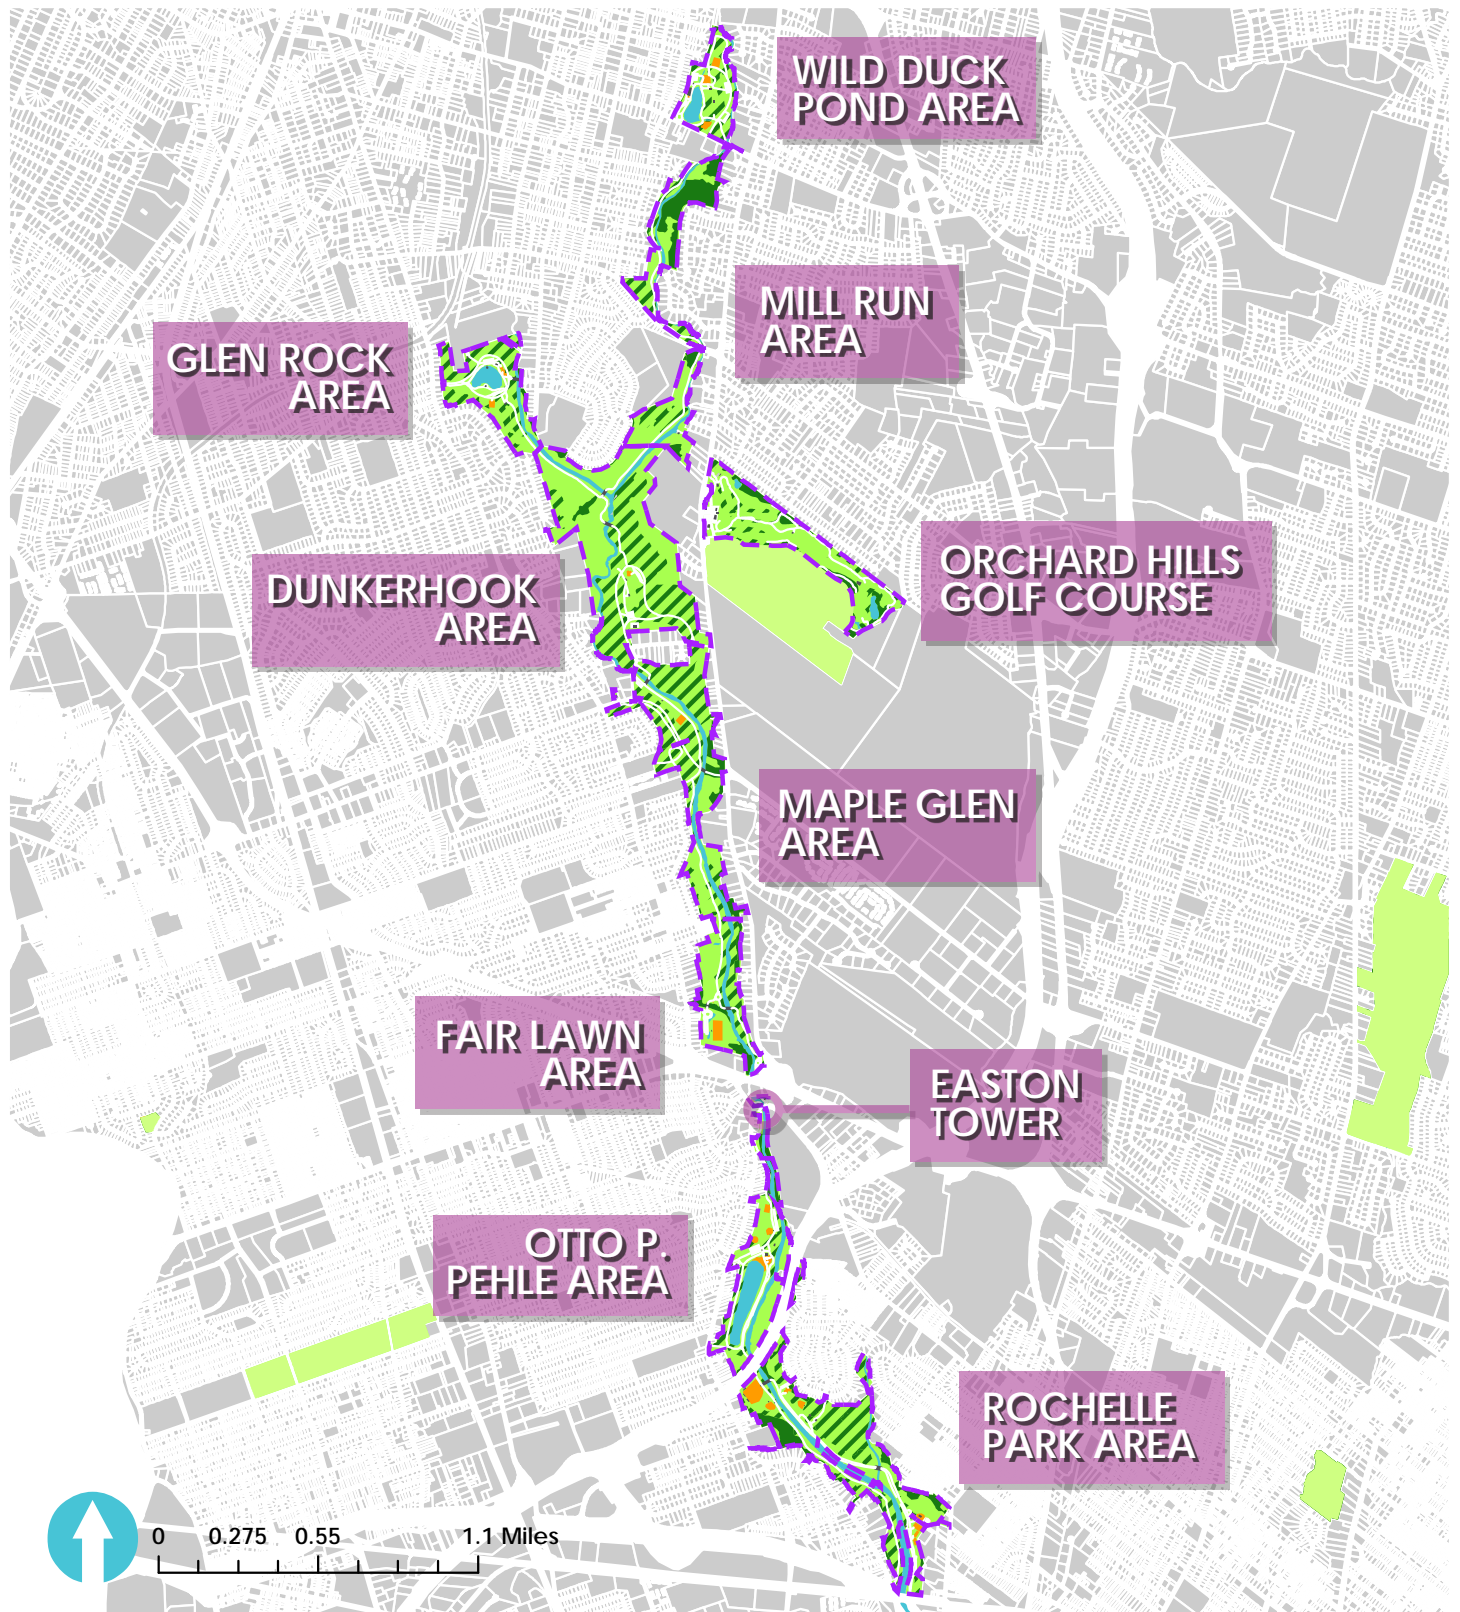 WILD DUCK
POND AREA
MILL RUN
AREA
GLEN ROCK
AREA
ORCHARD HILLS
GOLF COURSE
DUNKERHOOK
AREA
MAPLE GLEN
AREA
FAIR LAWN
AREA
EASTON
TOWER
OTTO P.
PEHLE AREA
ROCHELLE
PARK AREA
0 0.275 0.55 1.1 Miles